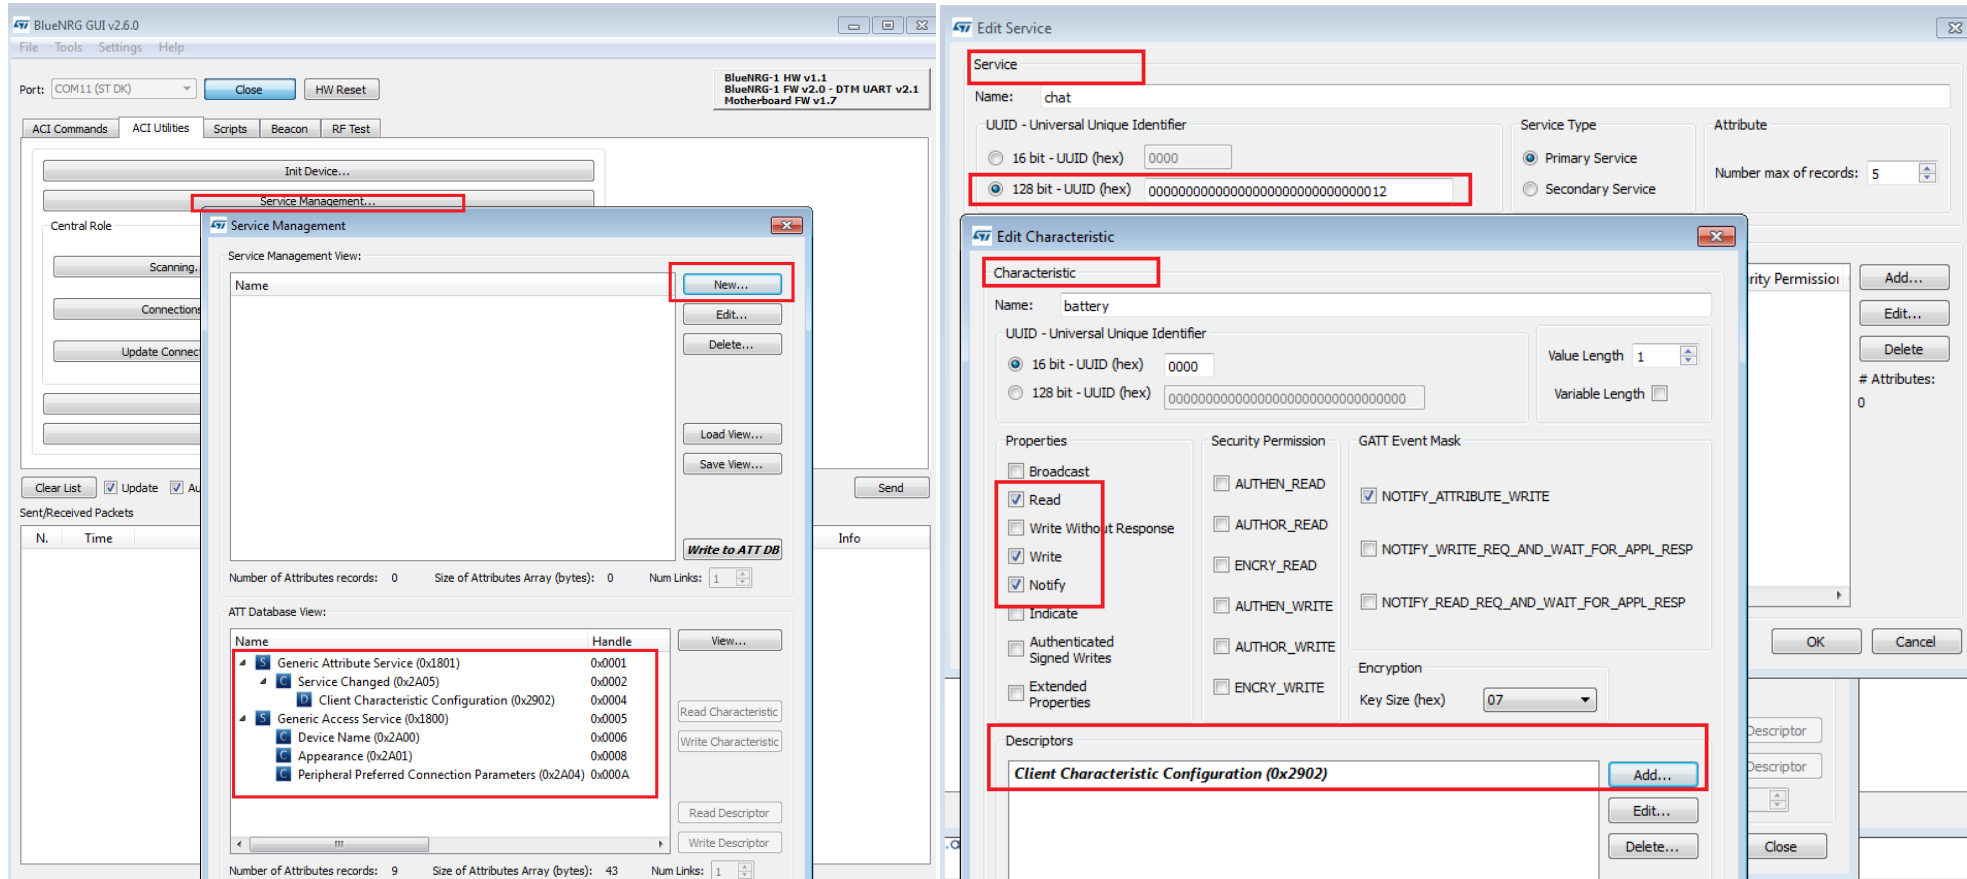 BlueNRG GUI v2.6.0
File Tools Settings Help
Port: COM11 (ST DK) Close HW Reset
BlueNRG-1 HW v1.1
BlueNRG-1 FW v2.0 - DTM UART v2.1
Motherboard FW v1.7
ACI Commands ACI Utilities Scripts Beacon RF Test
Init Device...
Service Management...
Central Role
Scanning.
Connections
Update Connec
Clear List Update Au
Send
Sent/Received Packets
N. Time Info
Service Management
Service Management View:
Name
New...
Edit...
Delete...
Load View...
Save View...
Write to ATT DB
Number of Attributes records: 0 Size of Attributes Array (bytes): 0 Num Links: 1
ATT Database View:
Name Handle
View...
S Generic Attribute Service (0x1801) 0x0001
C Service Changed (0x2A05) 0x0002
D Client Characteristic Configuration (0x2902) 0x0004
S Generic Access Service (0x1800) 0x0005
C Device Name (0x2A00) 0x0006
C Appearance (0x2A01) 0x0008
C Peripheral Preferred Connection Parameters (0x2A04) 0x000A
Read Characteristic
Write Characteristic
Read Descriptor
Write Descriptor
Number of Attributes records: 9 Size of Attributes Array (bytes): 43 Num Links: 1
Edit Service
Service
Name: chat
UUID - Universal Unique Identifier
16 bit - UUID (hex) 0000
128 bit - UUID (hex) 00000000000000000000000000000012
Service Type
Primary Service
Secondary Service
Attribute
Number max of records: 5
Edit Characteristic
Characteristic
Name: battery
UUID - Universal Unique Identifier
16 bit - UUID (hex) 0000
128 bit - UUID (hex) 00000000000000000000000000000000
Value Length 1
Variable Length
Properties
Broadcast
Read
Write Without Response
Write
Notify
Indicate
Authenticated
Signed Writes
Extended
Properties
Security Permission
AUTHEN_READ
AUTHOR_READ
ENCRY_READ
AUTHEN_WRITE
AUTHOR_WRITE
ENCRY_WRITE
GATT Event Mask
NOTIFY_ATTRIBUTE_WRITE
NOTIFY_WRITE_REQ_AND_WAIT_FOR_APPL_RESP
NOTIFY_READ_REQ_AND_WAIT_FOR_APPL_RESP
Encryption
Key Size (hex) 07
Descriptors
Client Characteristic Configuration (0x2902)
Add...
Edit...
Delete...
rity Permissio
Add...
Edit...
Delete
# Attributes:
0
OK Cancel
Descriptor
Descriptor
Close